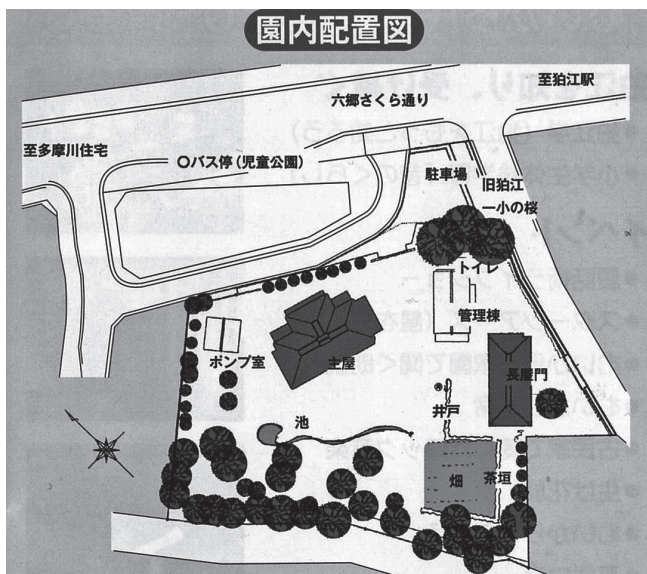 園内配置図
至狛江駅
六郷さくら通り
至多摩川住宅
○バス停(児童公園)
駐車場
旧狛江
一小の桜
トイレ
管理棟
ポンプ室
主屋
長屋門
井戸
池
畑
茶垣